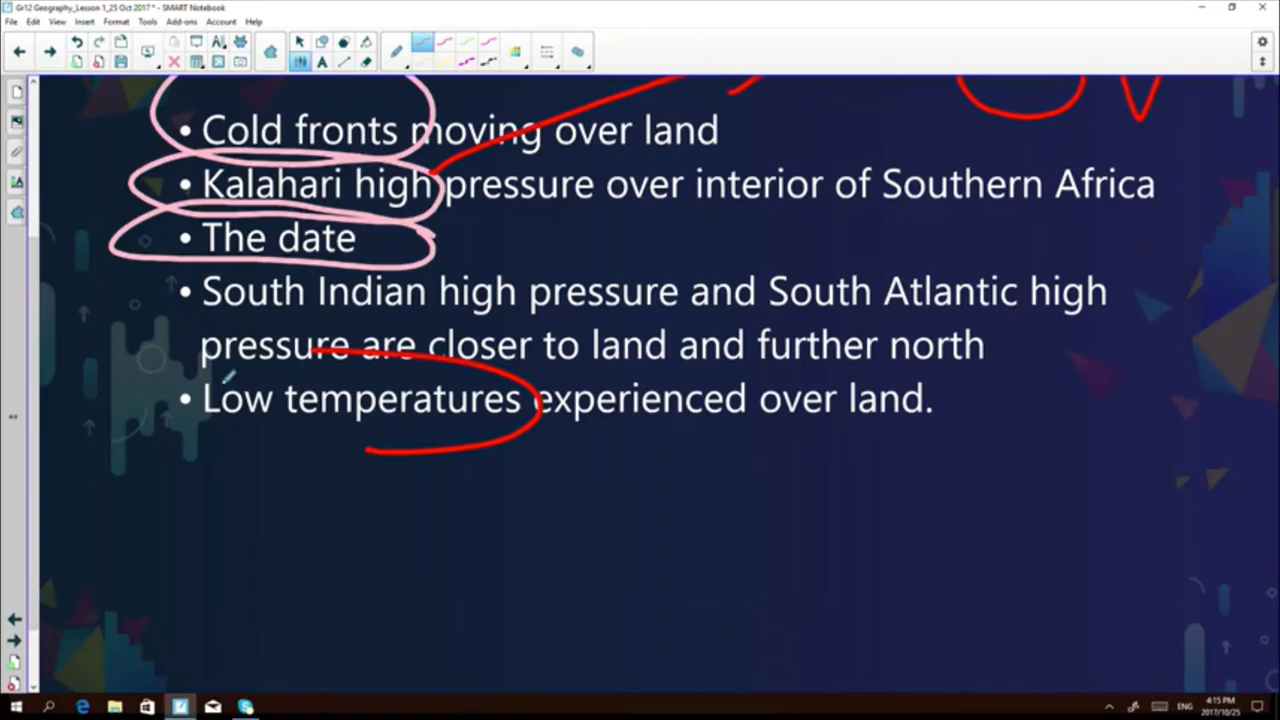 Gr12 Geography_Lesson 1_25 Oct 2017 * - SMART Notebook
File Edit View Insert Format Tools Add-ons Account Help
• Cold fronts moving over land
• Kalahari high pressure over interior of Southern Africa
• The date
• South Indian high pressure and South Atlantic high
pressure are closer to land and further north
• Low temperatures experienced over land.
ENG
4:15 PM
2017/10/25